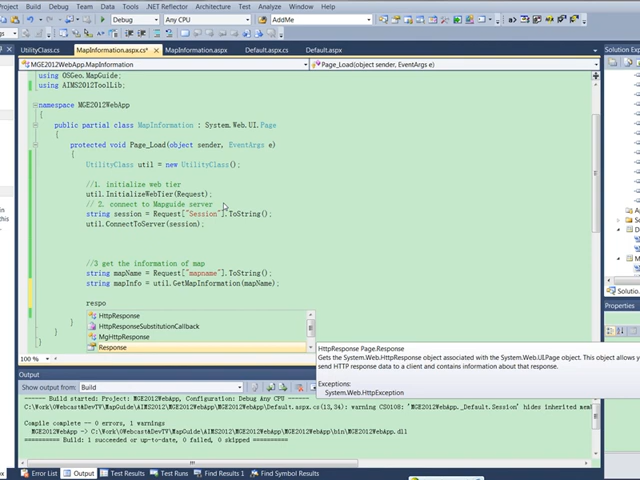 Project Build Debug Team Data Tools .NET Reflector Architecture Test Analyze Window Help
Debug Any CPU AddMe
UtilityClass.cs MapInformation.aspx.cs* MapInformation.aspx Default.aspx.cs Default.aspx
MGE2012WebApp.MapInformation Page_Load(object sender, EventArgs e)
using OSGeo.MapGuide;
using AIMS2012ToolLib;
namespace MGE2012WebApp
{
public partial class MapInformation : System.Web.UI.Page
{
protected void Page_Load(object sender, EventArgs e)
{
UtilityClass util = new UtilityClass();
//1. initialize web tier
util.InitializeWebTier(Request);
// 2. connect to Mapguide server
string session = Request["Session"].ToString();
util.ConnectToServer(session);
//3 get the information of map
string mapName = Request["mapname"].ToString();
string mapInfo = util.GetMapInformation(mapName);
respo
HttpResponse
HttpResponseSubstitutionCallback
MgHttpResponse
Response
}
}
}
HttpResponse Page.Response
Gets the System.Web.HttpResponse object associated with the System.Web.UI.Page object. This object allows y
send HTTP response data to a client and contains information about that response.
Exceptions:
System.Web.HttpException
100 %
Solutio...
Properties
Output
Show output from: Build
------ Build started: Project: MGE2012WebApp, Configuration: Debug Any CPU ------
Compile complete -- 0 errors, 1 warnings
MGE2012WebApp -> C:\Work\WebcastDevTV\MapGuide\AIMS2012\MGE2012WebApp\MGE2012WebApp\bin\MGE2012WebApp.dll
========== Build: 1 succeeded or up-to-date, 0 failed, 0 skipped ==========
Error List Output Test Results Test Runs Find Results 1 Find Symbol Results